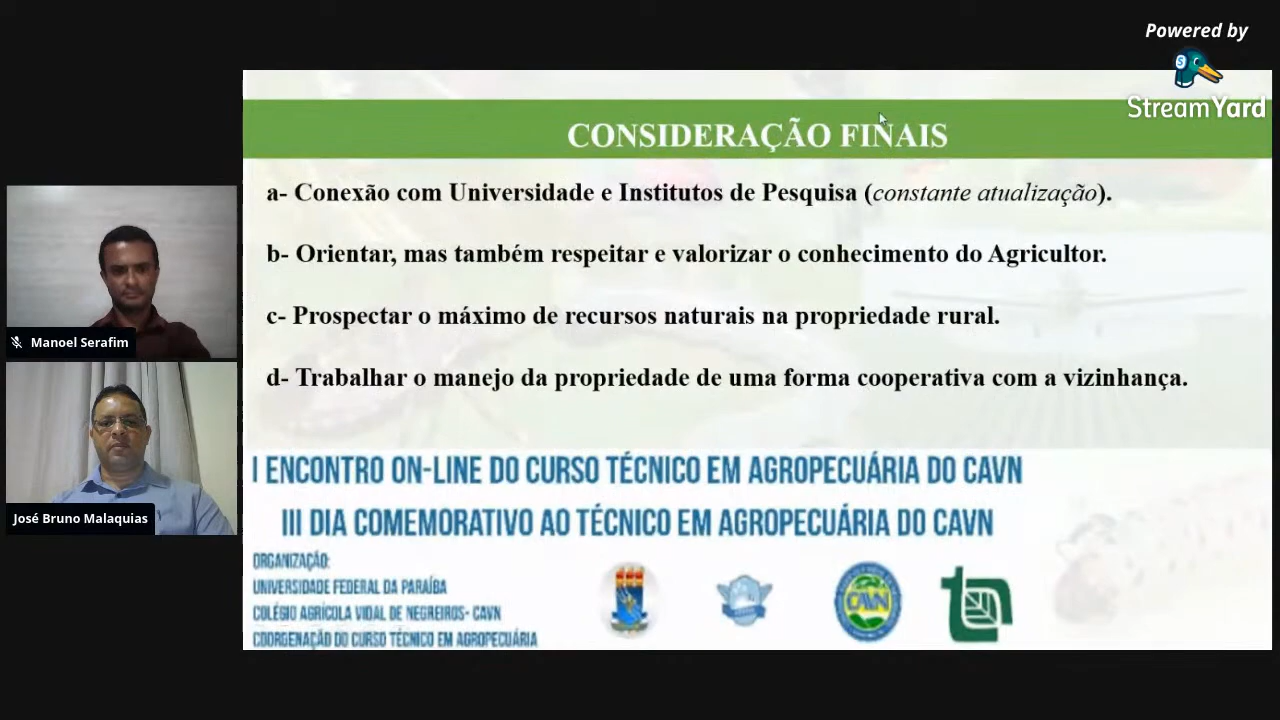 Powered by
StreamYard
CONSIDERAÇÃO FINAIS
a- Conexão com Universidade e Institutos de Pesquisa (constante atualização).
b- Orientar, mas também respeitar e valorizar o conhecimento do Agricultor.
c- Prospectar o máximo de recursos naturais na propriedade rural.
d- Trabalhar o manejo da propriedade de uma forma cooperativa com a vizinhança.
Manoel Serafim
José Bruno Malaquias
I ENCONTRO ON-LINE DO CURSO TÉCNICO EM AGROPECUÁRIA DO CAVN
III DIA COMEMORATIVO AO TÉCNICO EM AGROPECUÁRIA DO CAVN
ORGANIZAÇÃO:
UNIVERSIDADE FEDERAL DA PARAÍBA
COLÉGIO AGRÍCOLA VIDAL DE NEGREIROS- CAVN
COORDENAÇÃO DO CURSO TÉCNICO EM AGROPECUÁRIA
CAVN